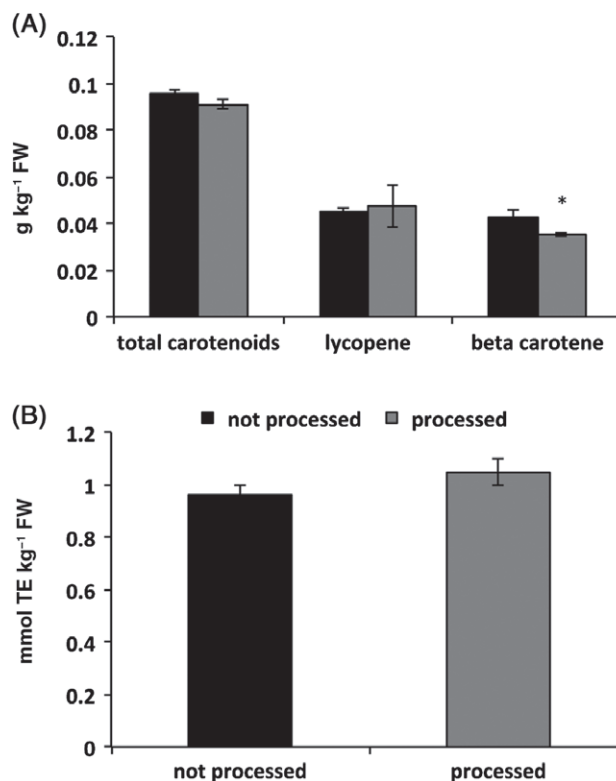 (A)
0.12
0.1
0.08
0.06
0.04
0.02
0
g kg⁻¹ FW
*
total carotenoids lycopene beta carotene
(B)
not processed processed
1.2
1
0.8
0.6
0.4
0.2
0
mmol TE kg⁻¹ FW
not processed processed